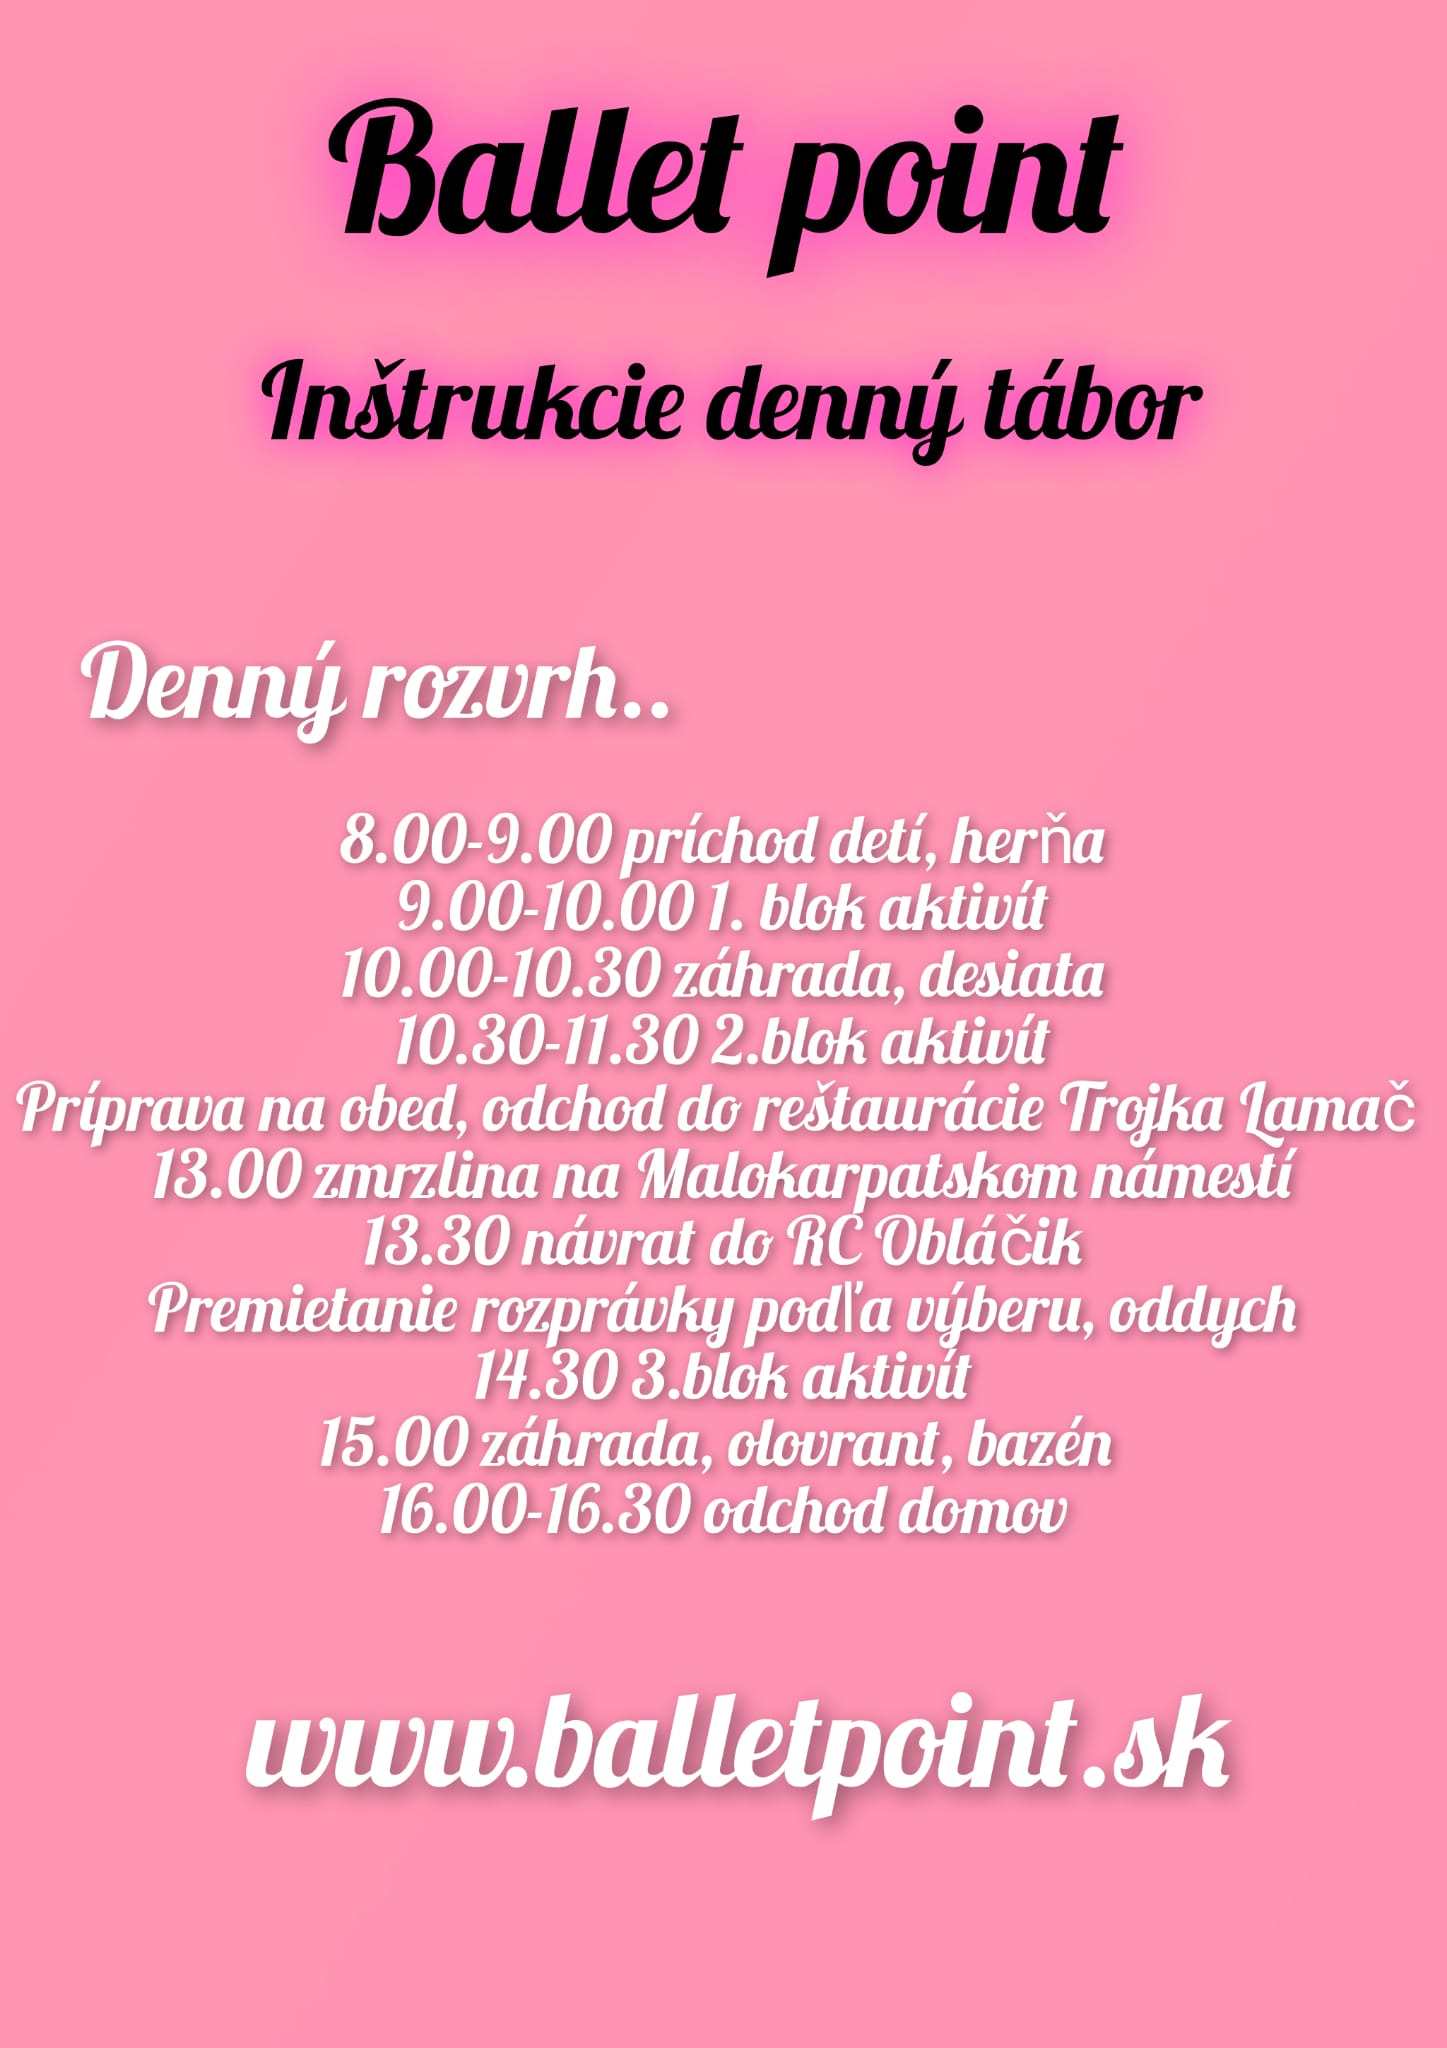 Ballet point
Inštrukcie denný tábor
Denný rozvrh..
8.00-9.00 príchod detí, herňa
9.00-10.00 1. blok aktivít
10.00-10.30 záhrada, desiata
10.30-11.30 2.blok aktivít
Príprava na obed, odchod do reštaurácie Trojka Lamač
13.00 zmrzlina na Malokarpatskom námestí
13.30 návrat do RC Obláčik
Premietanie rozprávky podľa výberu, oddych
14.30 3.blok aktivít
15.00 záhrada, olovrant, bazén
16.00-16.30 odchod domov
www.balletpoint.sk